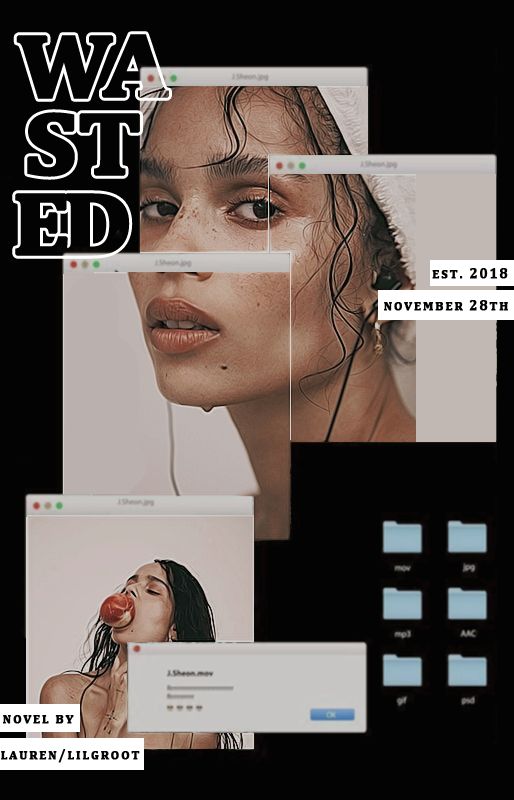 WA
ST
ED
J.Sheon.jpg
J.Sheon.jpg
J.Sheon.jpg
EST. 2018
NOVEMBER 28TH
J.Sheon.jpg
mov
jpg
mp3
AAC
gif
psd
J.Sheon.mov
OK
NOVEL BY
LAUREN/LILGROOT